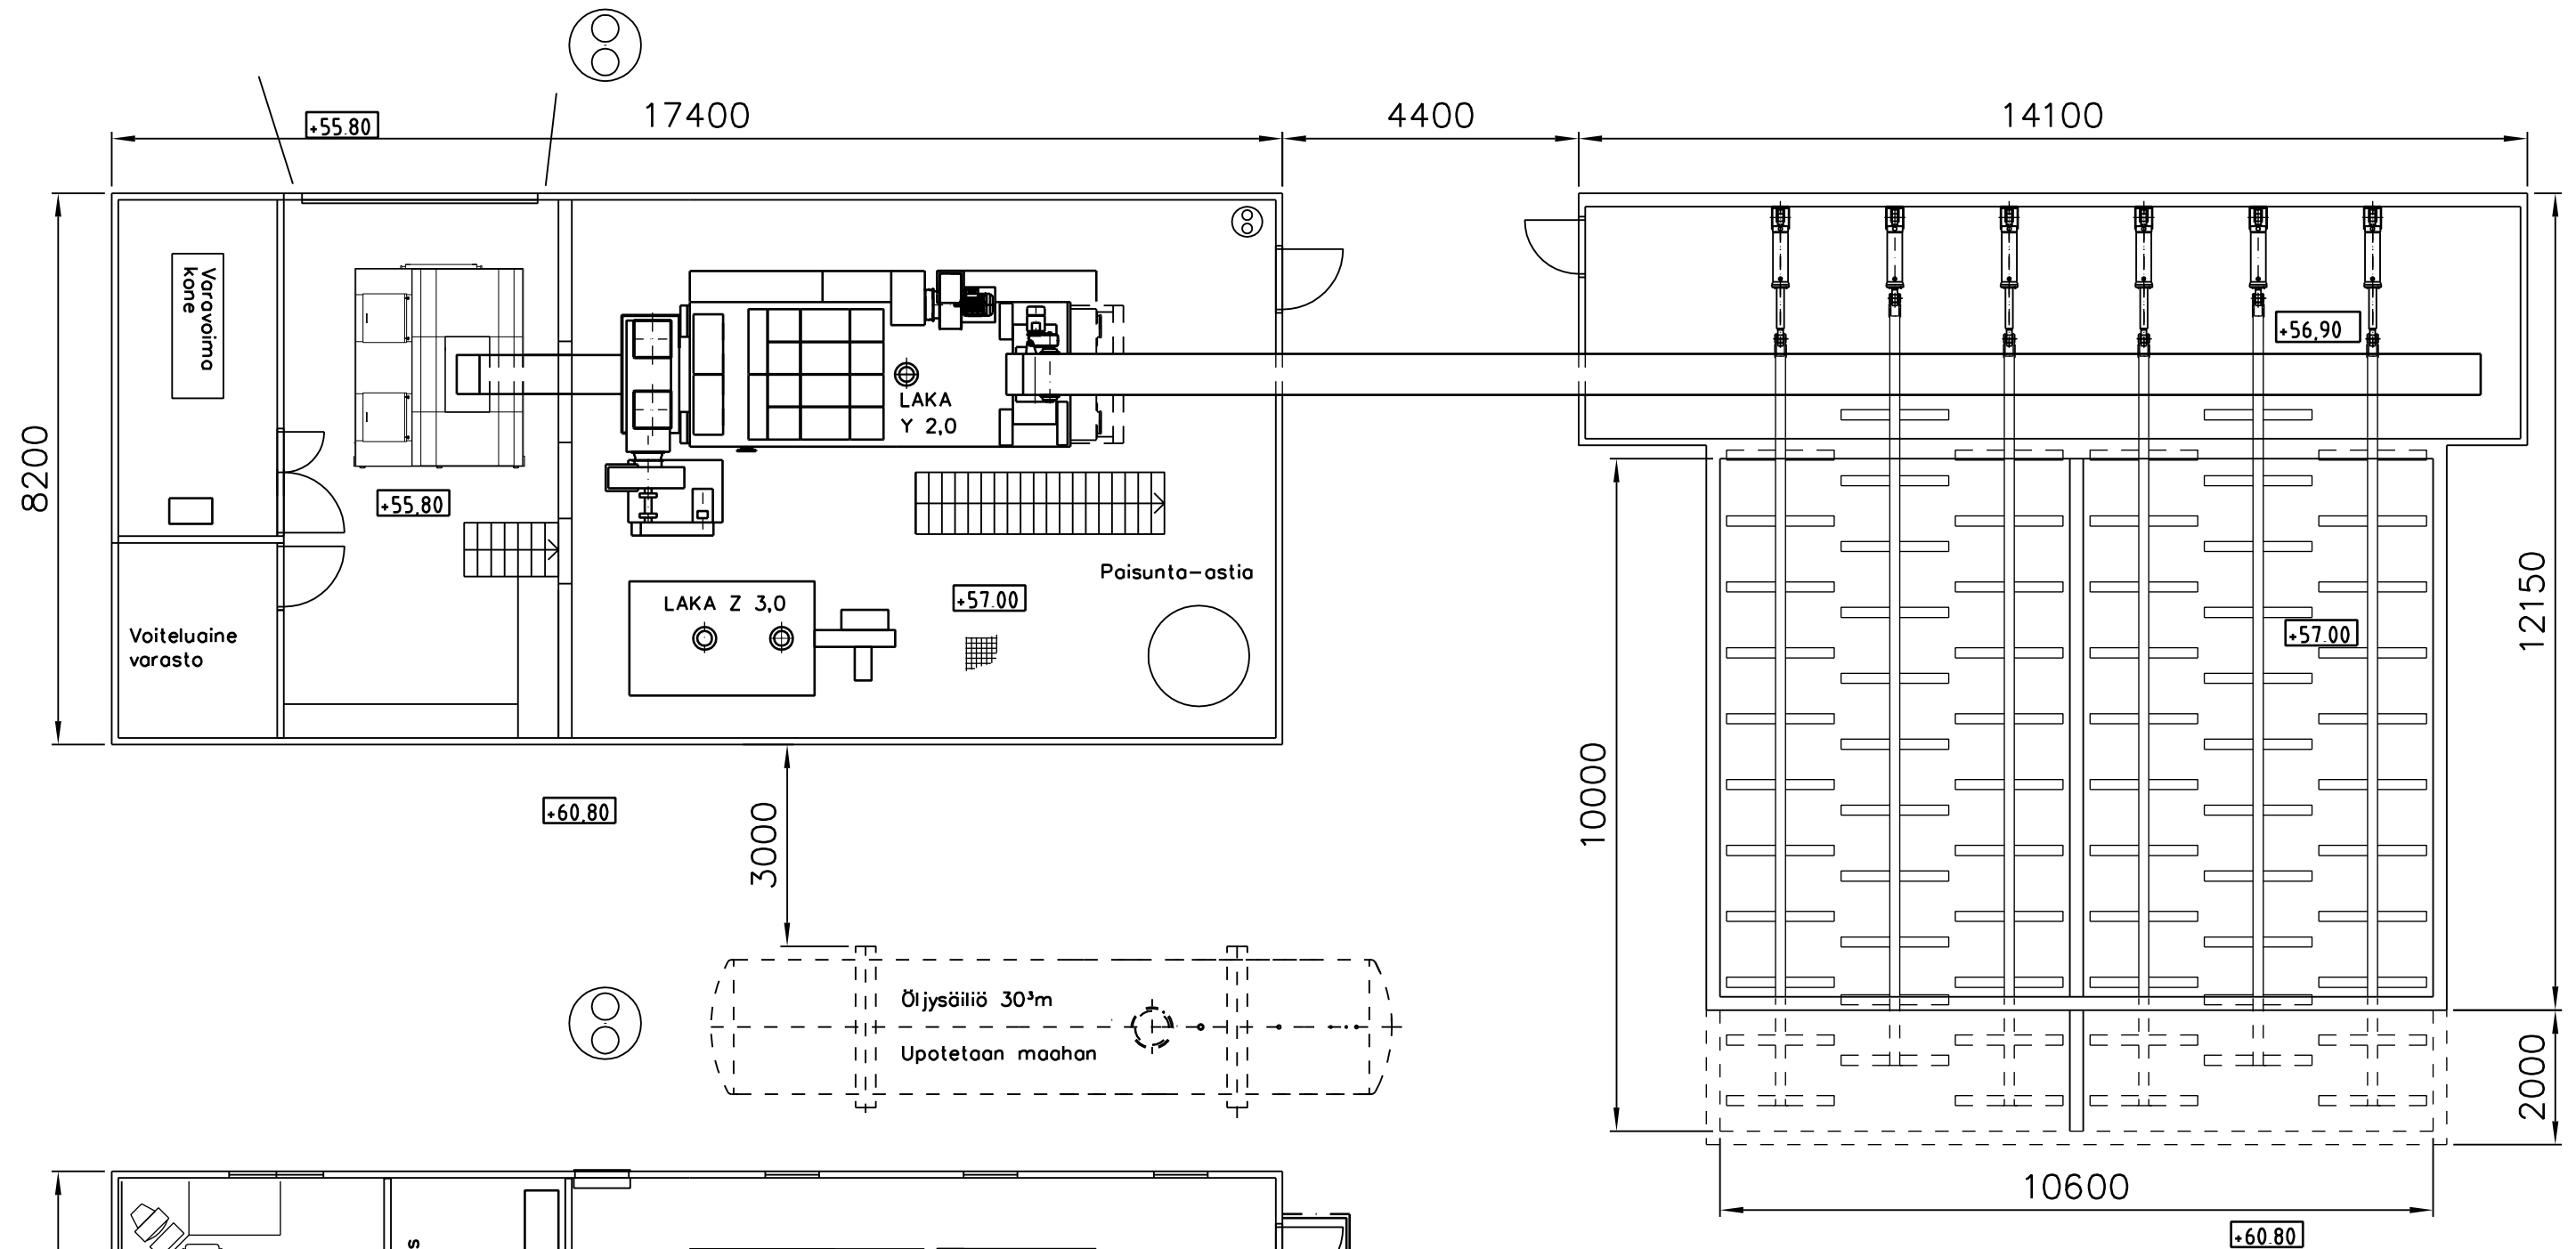 17400
4400
14100
+55.80
8200
Varavoima
kone
+56,90
LAKA
Y 2,0
+55,80
Paisunta-astia
12150
LAKA Z 3,0
+57.00
+57.00
Voiteluaine
varasto
10000
+60,80
3000
Öljysäiliö 30³m
Upotetaan maahan
2000
10600
+60.80
s